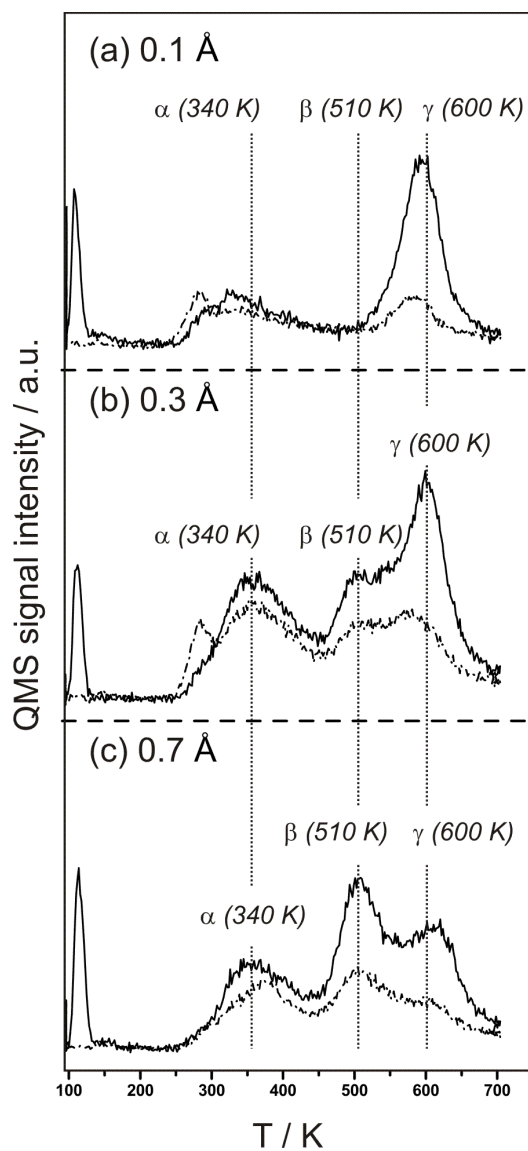 (a) 0.1 Å
α (340 K) β (510 K) γ (600 K)
(b) 0.3 Å
γ (600 K)
α (340 K) β (510 K)
(c) 0.7 Å
β (510 K) γ (600 K)
α (340 K)
QMS signal intensity / a.u.
100 200 300 400 500 600 700
T / K